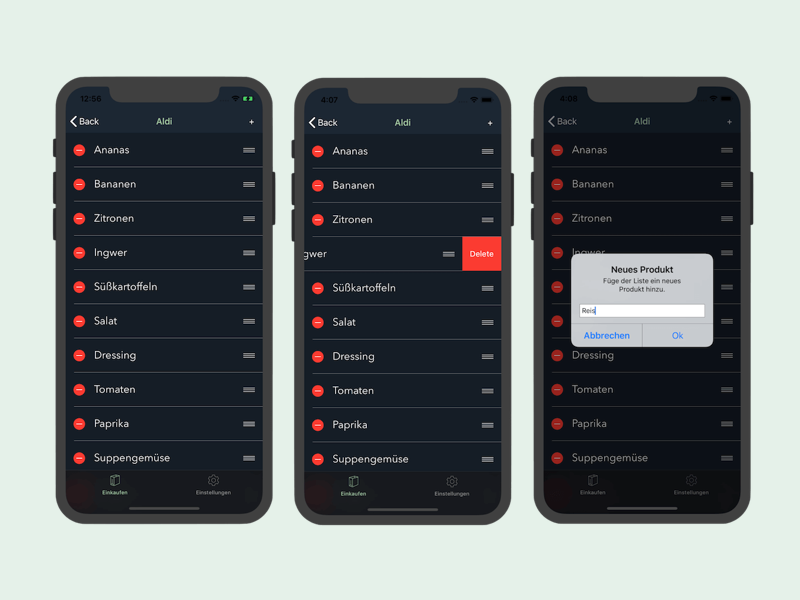 12:56
Back
Aldi
+
Ananas
Bananen
Zitronen
Ingwer
Süßkartoffeln
Salat
Dressing
Tomaten
Paprika
Suppengemüse
Einkaufen
Einstellungen
4:07
Back
Aldi
+
Ananas
Bananen
Zitronen
gwer
Delete
Süßkartoffeln
Salat
Dressing
Tomaten
Paprika
Suppengemüse
Einkaufen
Einstellungen
4:08
Back
Aldi
+
Ananas
Bananen
Zitronen
Ingwer
Neues Produkt
Füge der Liste ein neues
Produkt hinzu.
Reis
Abbrechen
Ok
Dressing
Tomaten
Paprika
Suppengemüse
Einkaufen
Einstellungen